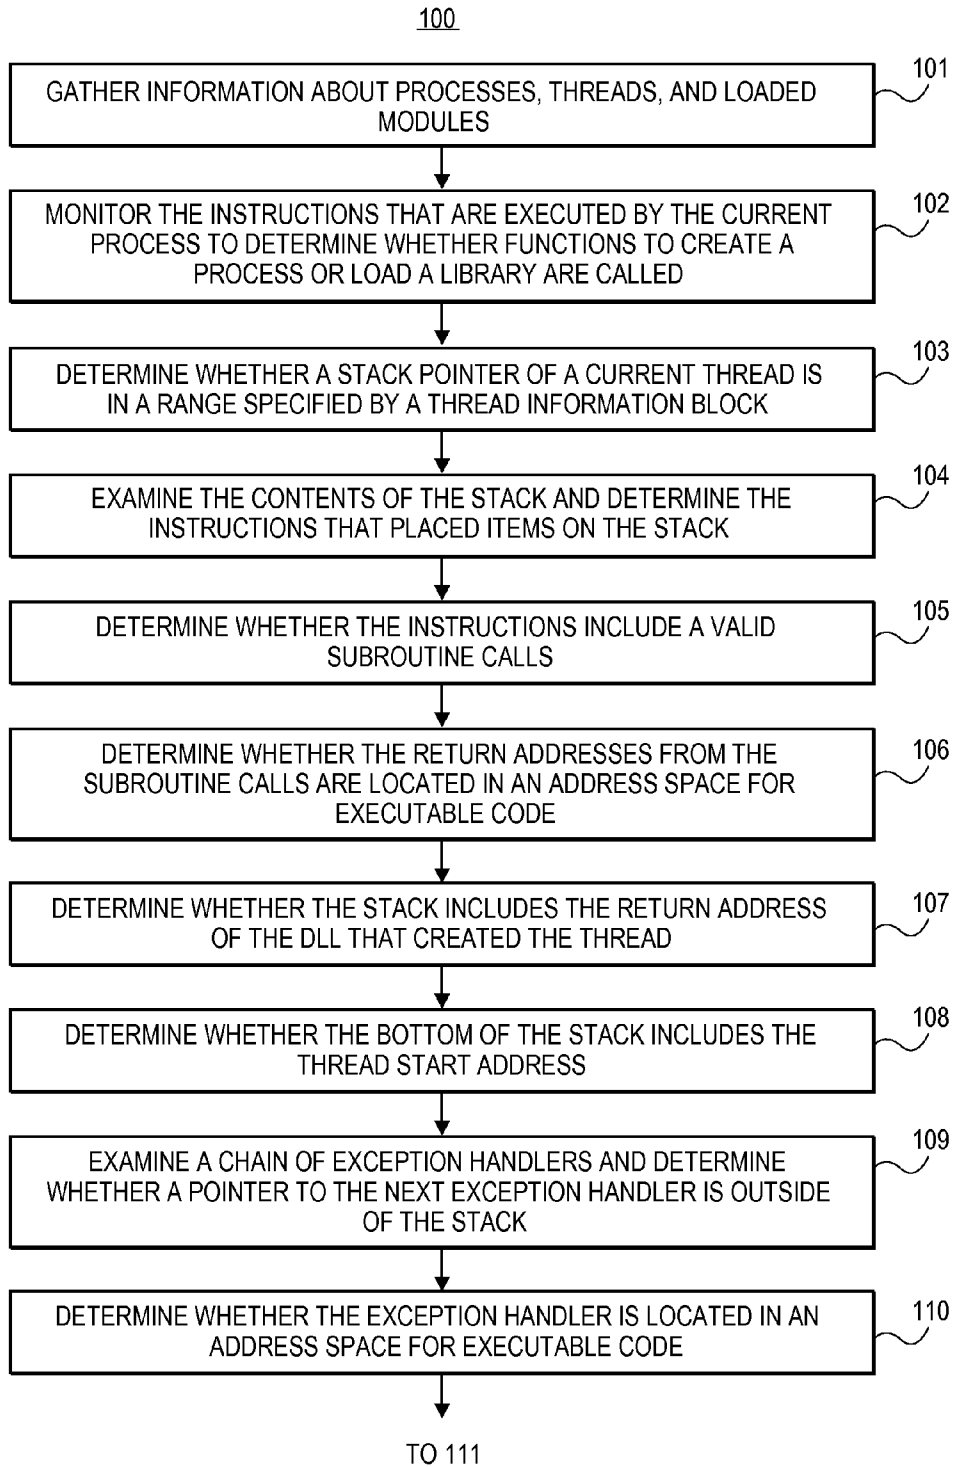 100
101
GATHER INFORMATION ABOUT PROCESSES, THREADS, AND LOADED
MODULES
102
MONITOR THE INSTRUCTIONS THAT ARE EXECUTED BY THE CURRENT
PROCESS TO DETERMINE WHETHER FUNCTIONS TO CREATE A
PROCESS OR LOAD A LIBRARY ARE CALLED
103
DETERMINE WHETHER A STACK POINTER OF A CURRENT THREAD IS
IN A RANGE SPECIFIED BY A THREAD INFORMATION BLOCK
104
EXAMINE THE CONTENTS OF THE STACK AND DETERMINE THE
INSTRUCTIONS THAT PLACED ITEMS ON THE STACK
105
DETERMINE WHETHER THE INSTRUCTIONS INCLUDE A VALID
SUBROUTINE CALLS
106
DETERMINE WHETHER THE RETURN ADDRESSES FROM THE
SUBROUTINE CALLS ARE LOCATED IN AN ADDRESS SPACE FOR
EXECUTABLE CODE
107
DETERMINE WHETHER THE STACK INCLUDES THE RETURN ADDRESS
OF THE DLL THAT CREATED THE THREAD
108
DETERMINE WHETHER THE BOTTOM OF THE STACK INCLUDES THE
THREAD START ADDRESS
109
EXAMINE A CHAIN OF EXCEPTION HANDLERS AND DETERMINE
WHETHER A POINTER TO THE NEXT EXCEPTION HANDLER IS OUTSIDE
OF THE STACK
110
DETERMINE WHETHER THE EXCEPTION HANDLER IS LOCATED IN AN
ADDRESS SPACE FOR EXECUTABLE CODE
TO 111